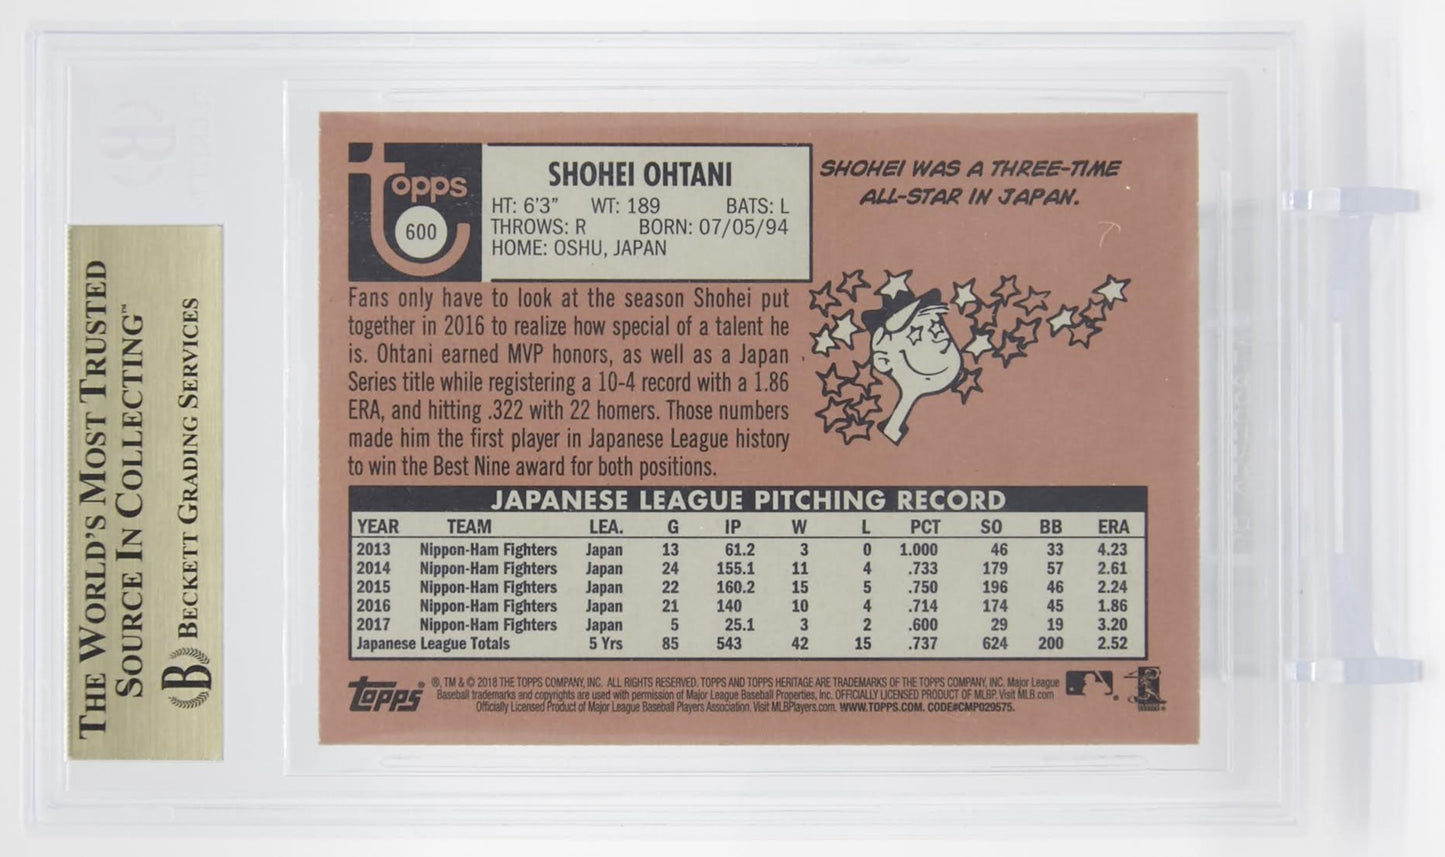 THE WORLD'S MOST TRUSTED
SOURCE IN COLLECTING™
B BECKETT GRADING SERVICES
topps
600
SHOHEI OHTANI
HT: 6'3" WT: 189 BATS: L
THROWS: R BORN: 07/05/94
HOME: OSHU, JAPAN
SHOHEI WAS A THREE-TIME
ALL-STAR IN JAPAN.
Fans only have to look at the season Shohei put
together in 2016 to realize how special of a talent he
is. Ohtani earned MVP honors, as well as a Japan
Series title while registering a 10-4 record with a 1.86
ERA, and hitting .322 with 22 homers. Those numbers
made him the first player in Japanese League history
to win the Best Nine award for both positions.
JAPANESE LEAGUE PITCHING RECORD
YEAR TEAM LEA. G IP W L PCT SO BB ERA
2013 Nippon-Ham Fighters Japan 13 61.2 3 0 1.000 46 33 4.23
2014 Nippon-Ham Fighters Japan 24 155.1 11 4 .733 179 57 2.61
2015 Nippon-Ham Fighters Japan 22 160.2 15 5 .750 196 46 2.24
2016 Nippon-Ham Fighters Japan 21 140 10 4 .714 174 45 1.86
2017 Nippon-Ham Fighters Japan 5 25.1 3 2 .600 29 19 3.20
Japanese League Totals 5 Yrs 85 543 42 15 .737 624 200 2.52
topps®
®, TM & © 2018 THE TOPPS COMPANY, INC. ALL RIGHTS RESERVED. TOPPS AND TOPPS HERITAGE ARE TRADEMARKS OF THE TOPPS COMPANY, INC. Major League
Baseball trademarks and copyrights are used with permission of Major League Baseball Properties, Inc. OFFICIALLY LICENSED PRODUCT OF MLBP. Visit MLB.com
Officially Licensed Product of Major League Baseball Players Association. Visit MLBPlayers.com. WWW.TOPPS.COM. CODE#CMP029575.